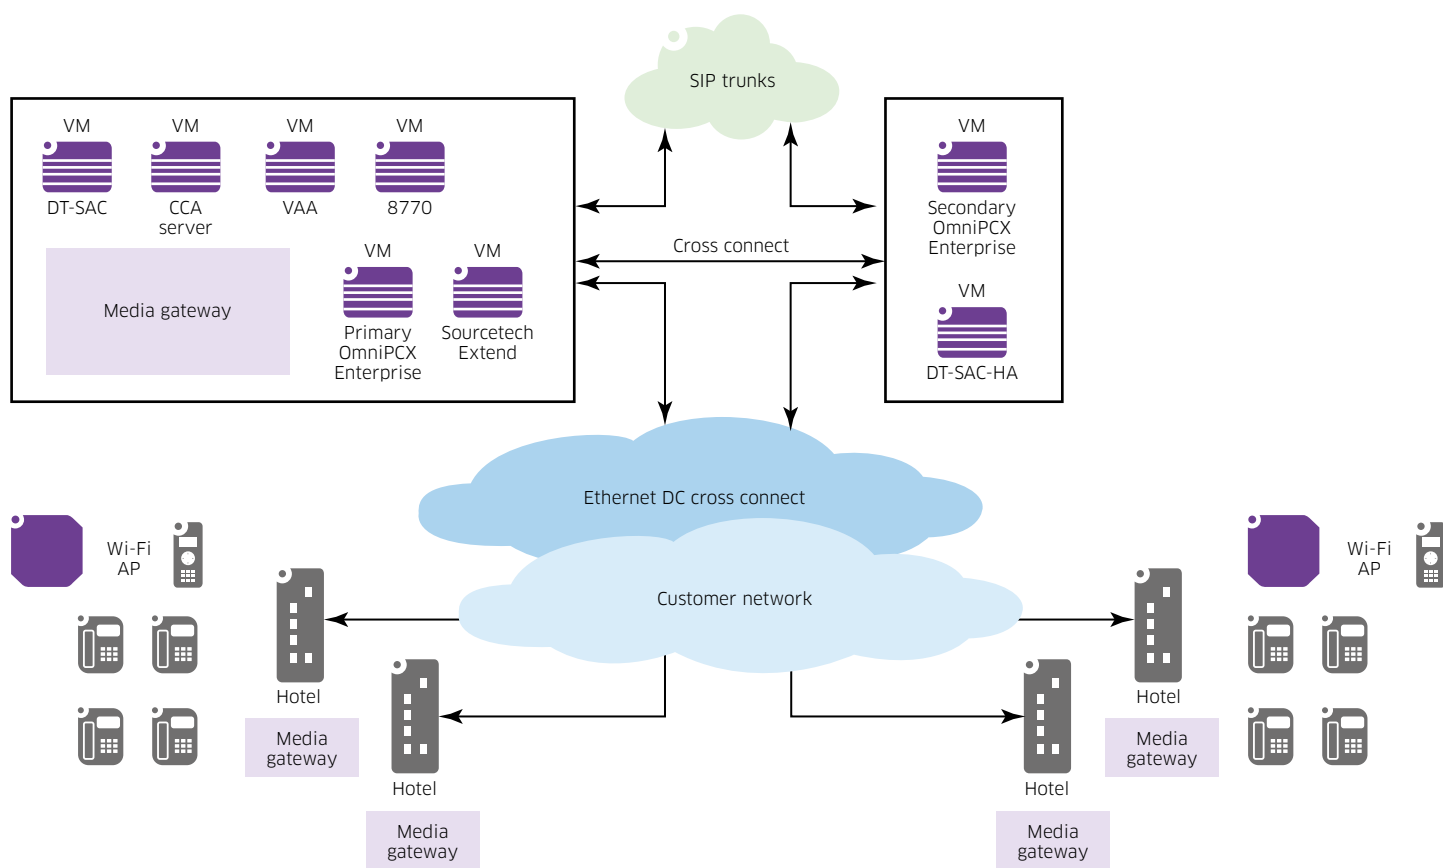 SIP trunks
VM
VM
VM
VM
DT-SAC
CCA
server
VAA
8770
Media gateway
VM
VM
Primary
OmniPCX
Enterprise
Sourcetech
Extend
Cross connect
VM
Secondary
OmniPCX
Enterprise
VM
DT-SAC-HA
Ethernet DC cross connect
Customer network
Wi-Fi
AP
Hotel
Media
gateway
Hotel
Media
gateway
Wi-Fi
AP
Hotel
Media
gateway
Hotel
Media
gateway